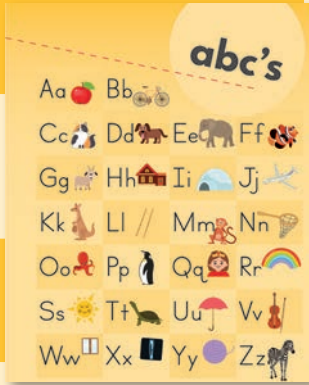 abc's
Aa Bb
Cc Dd Ee Ff
Gg Hh Ii Jj
Kk Ll Mm Nn
Oo Pp Qq Rr
Ss Tt Uu Vv
Ww Xx Yy Zz